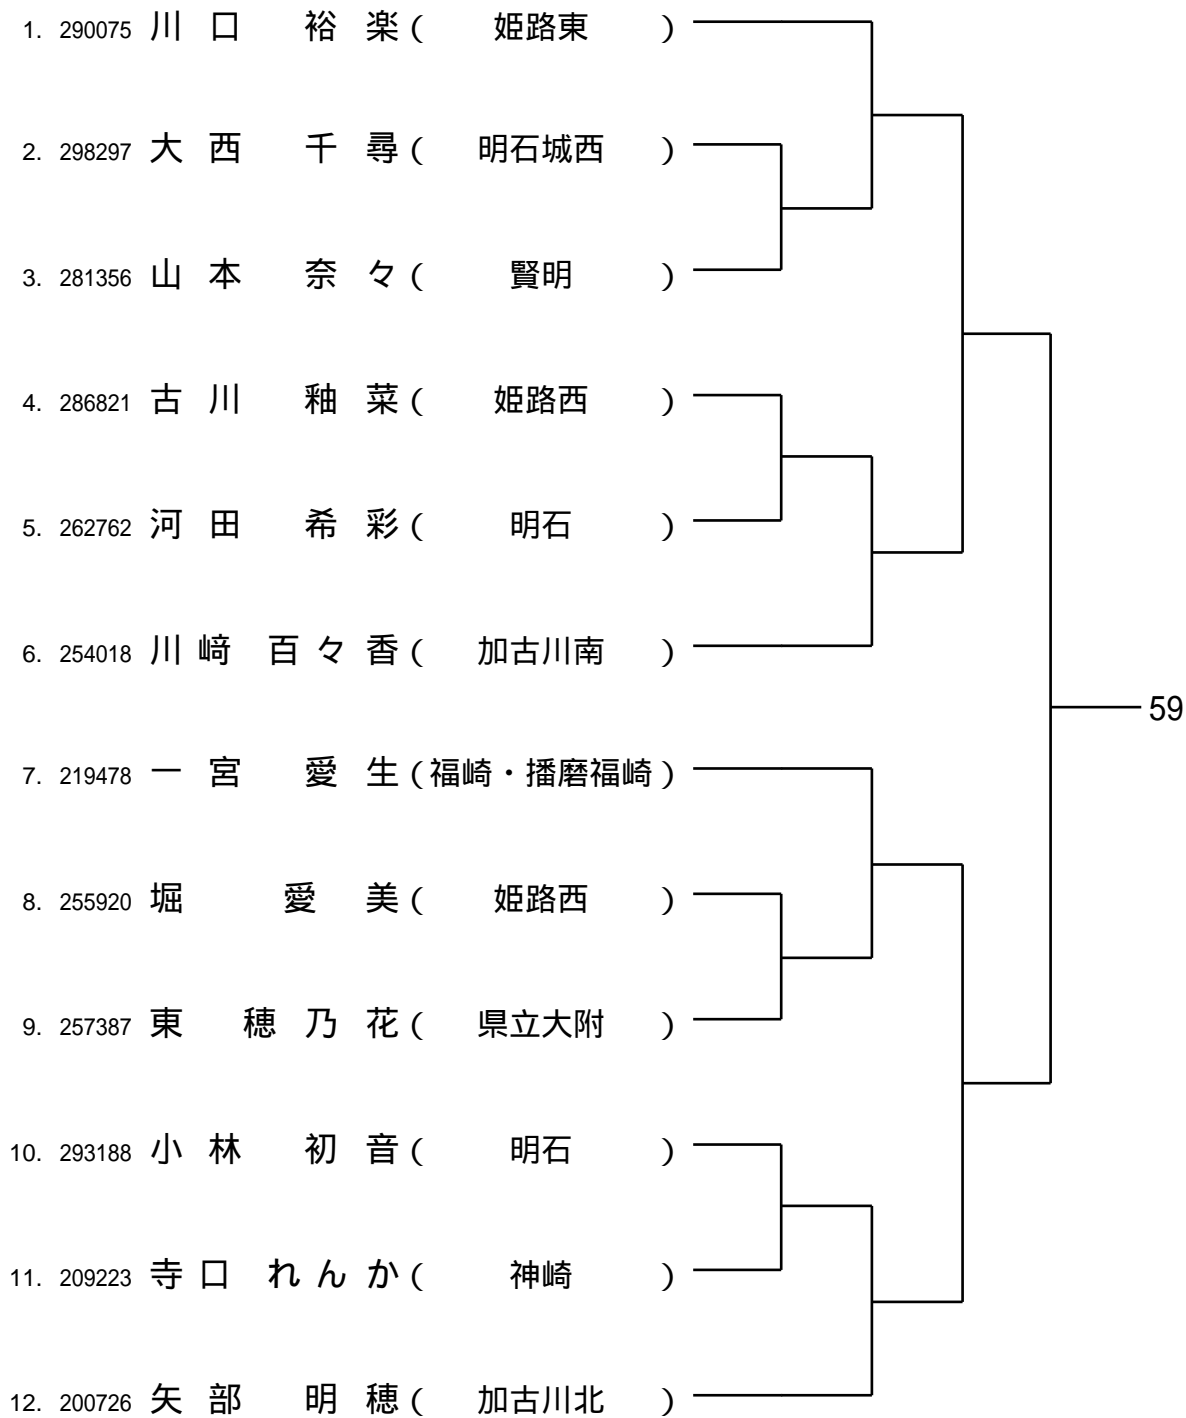 1. 290075 川口 裕楽 ( 姫路東 )
2. 298297 大西 千尋 ( 明石城西 )
3. 281356 山本 奈々 ( 賢明 )
4. 286821 古川 釉菜 ( 姫路西 )
5. 262762 河田 希彩 ( 明石 )
6. 254018 川﨑 百々香 ( 加古川南 )
59
7. 219478 一宮 愛生 (福崎・播磨福崎)
8. 255920 堀 愛美 ( 姫路西 )
9. 257387 東 穂乃花 ( 県立大附 )
10. 293188 小林 初音 ( 明石 )
11. 209223 寺口 れんか ( 神崎 )
12. 200726 矢部 明穂 ( 加古川北 )